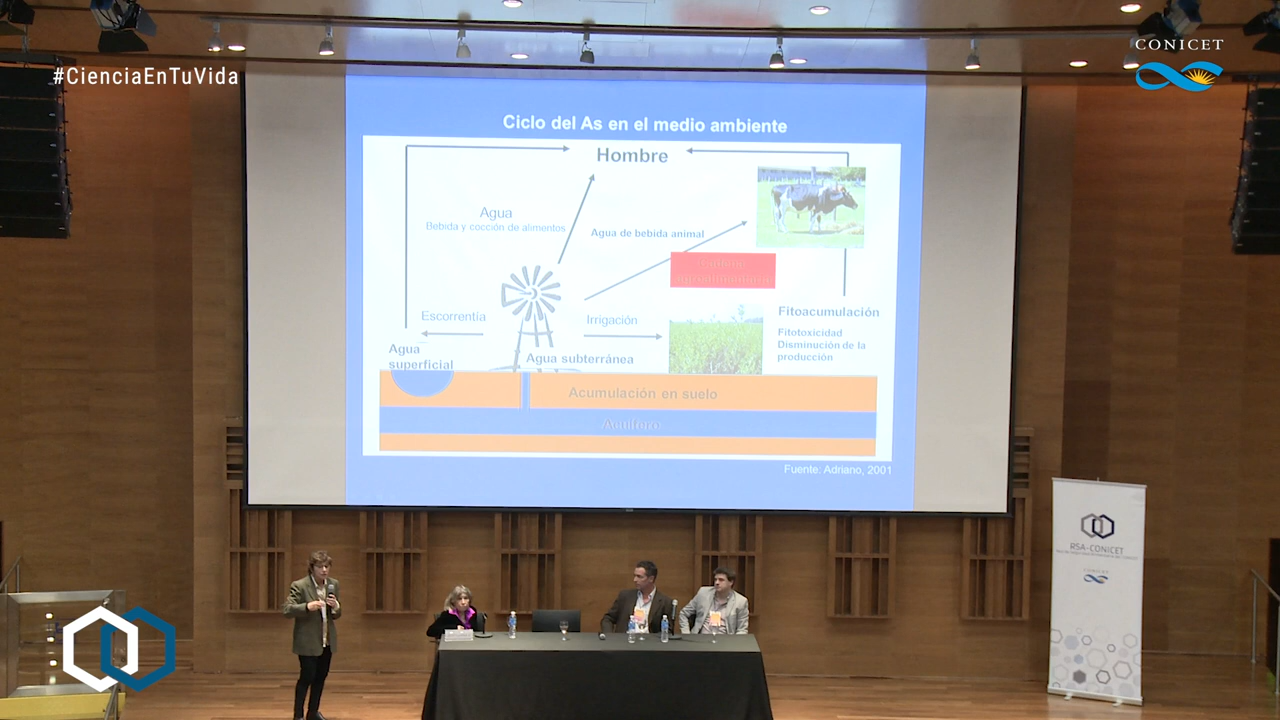 CONICET
#CienciaEnTuVida
Ciclo del As en el medio ambiente
Hombre
Agua
Bebida y cocción de alimentos
Agua de bebida animal
Escorrentía
Irrigación
Fitoacumulación
Fitotoxicidad
Disminución de la
producción
Agua
superficial
Agua subterránea
Acumulación en suelo
Acuífero
Fuente: Adriano, 2001
RSA-CONICET
CONICET